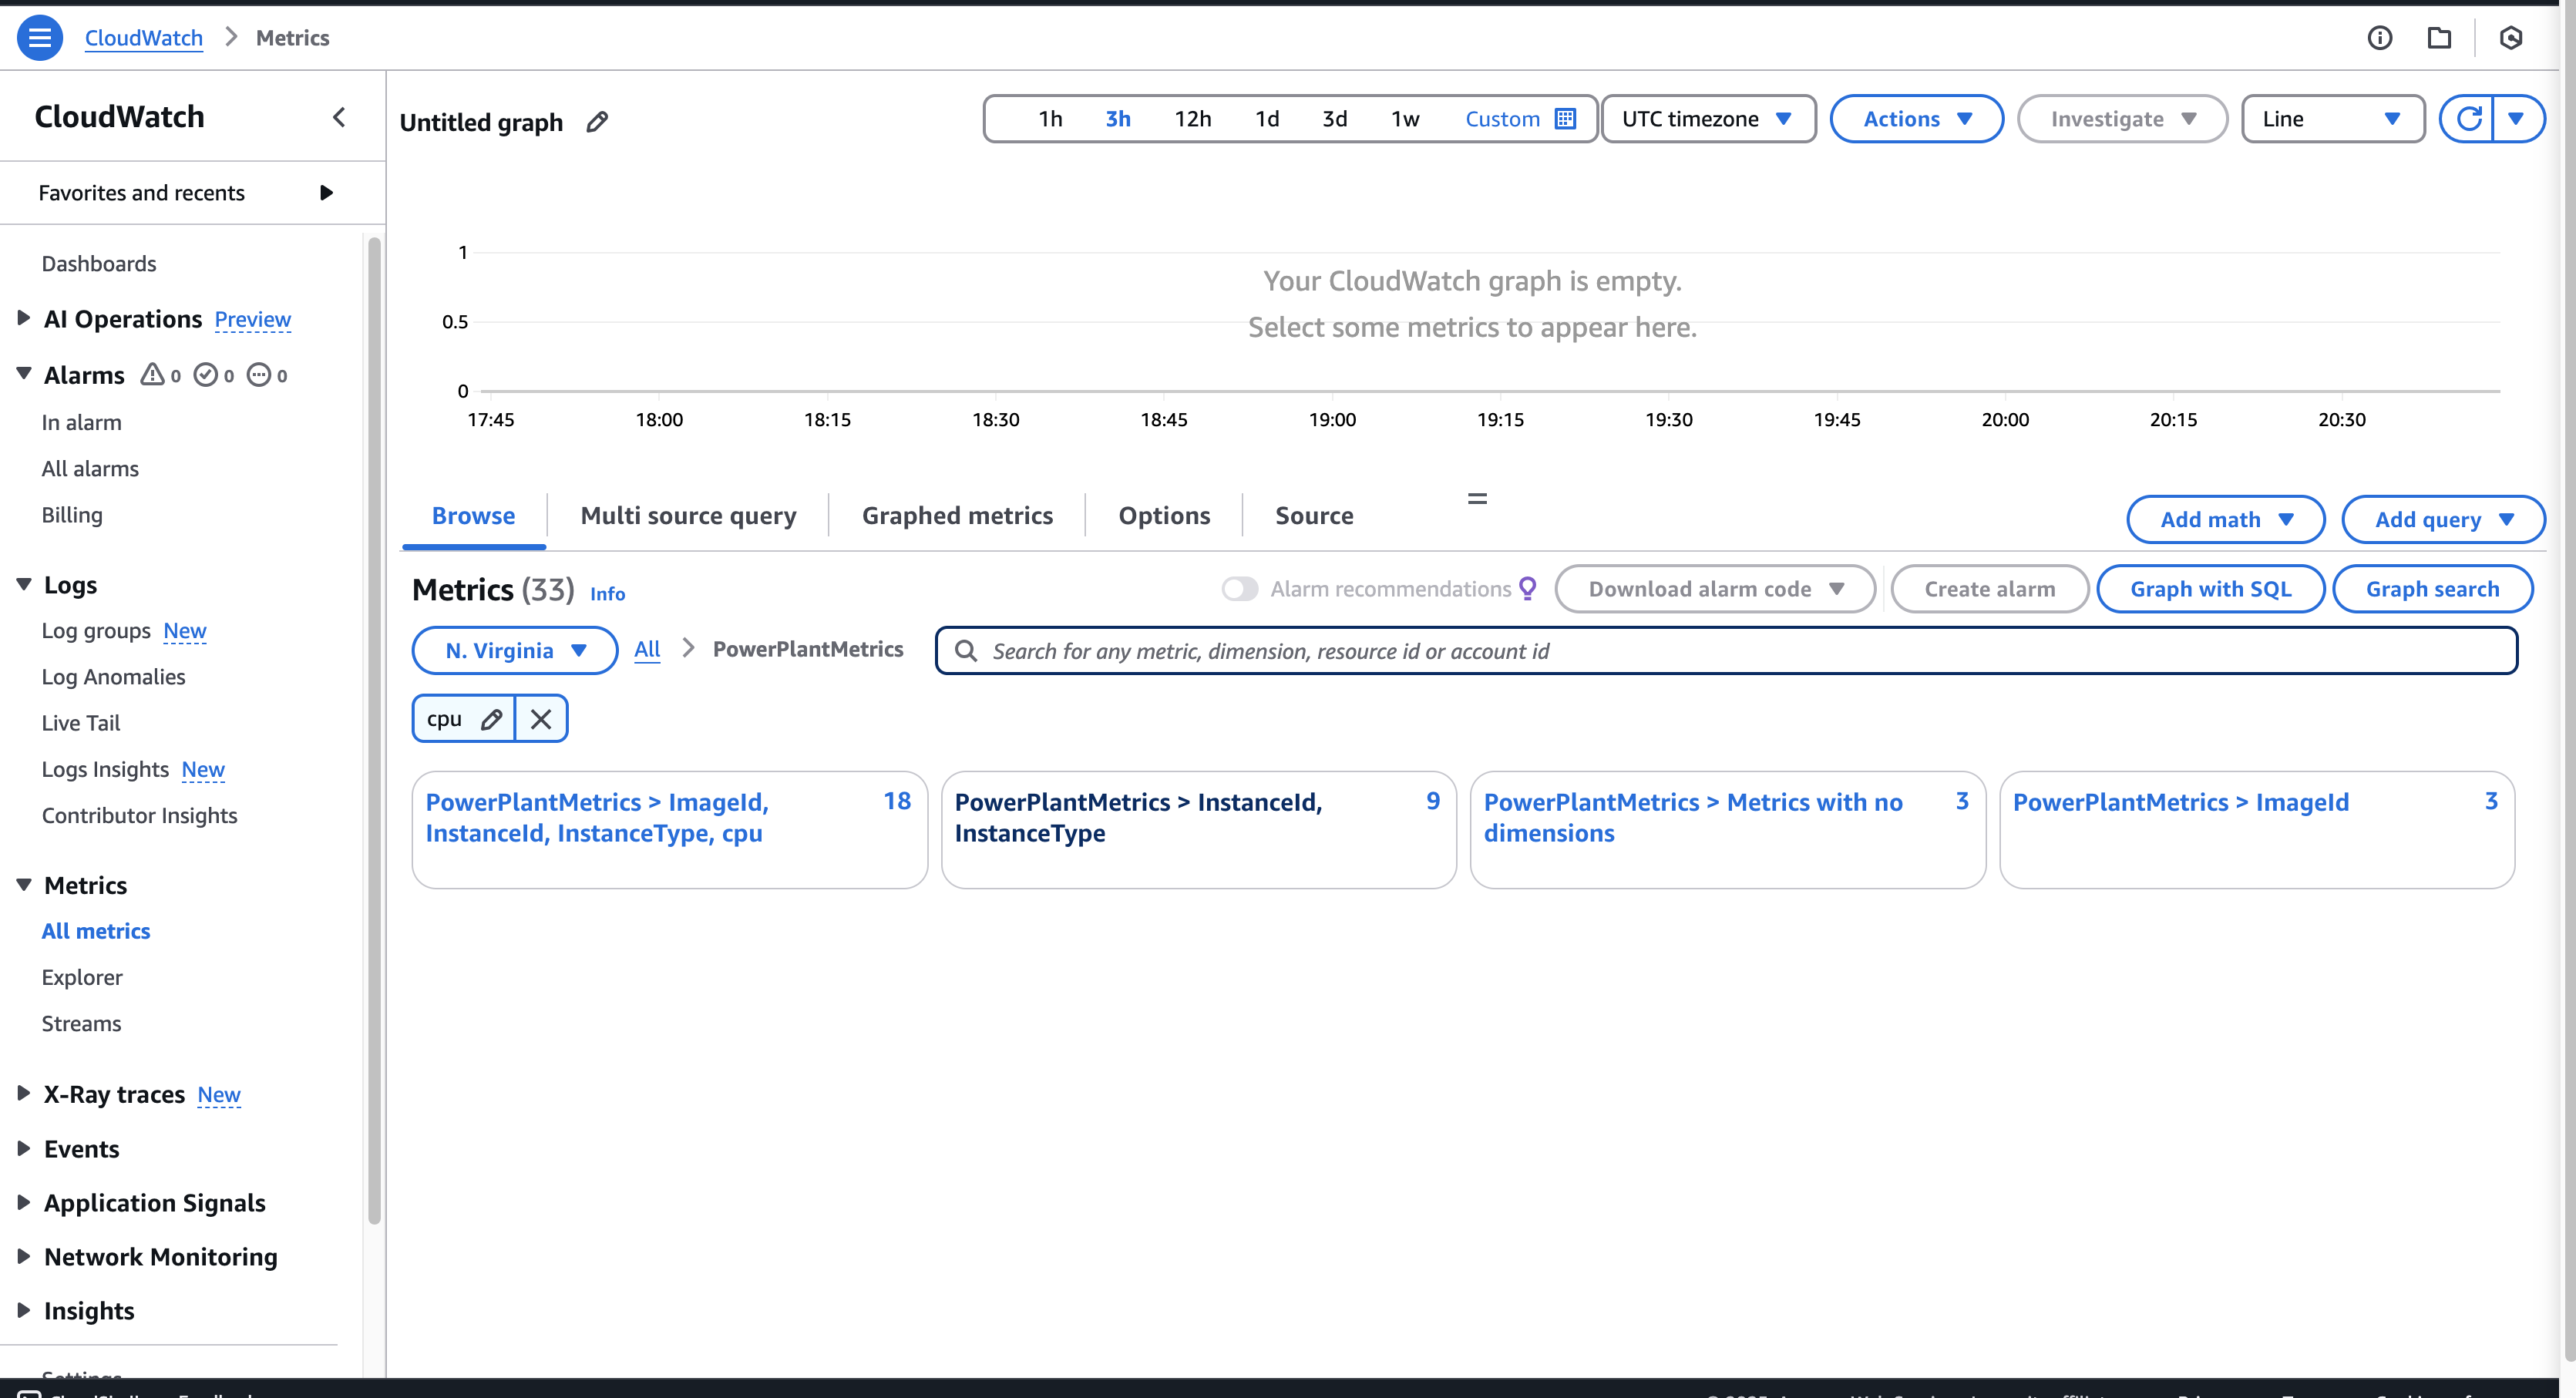 CloudWatch > Metrics
CloudWatch
Favorites and recents
Dashboards
AI Operations Preview
Alarms 0 0 0
In alarm
All alarms
Billing
Logs
Log groups New
Log Anomalies
Live Tail
Logs Insights New
Contributor Insights
Metrics
All metrics
Explorer
Streams
X-Ray traces New
Events
Application Signals
Network Monitoring
Insights
Untitled graph
1h 3h 12h 1d 3d 1w Custom
UTC timezone
Actions
Investigate
Line
1
Your CloudWatch graph is empty.
0.5
Select some metrics to appear here.
0
17:45 18:00 18:15 18:30 18:45 19:00 19:15 19:30 19:45 20:00 20:15 20:30
Browse Multi source query Graphed metrics Options Source
Add math Add query
Metrics (33) Info
Alarm recommendations
Download alarm code
Create alarm
Graph with SQL
Graph search
N. Virginia
All > PowerPlantMetrics
Search for any metric, dimension, resource id or account id
cpu
PowerPlantMetrics > ImageId, 18
InstanceId, InstanceType, cpu
PowerPlantMetrics > InstanceId, 9
InstanceType
PowerPlantMetrics > Metrics with no 3
dimensions
PowerPlantMetrics > ImageId 3